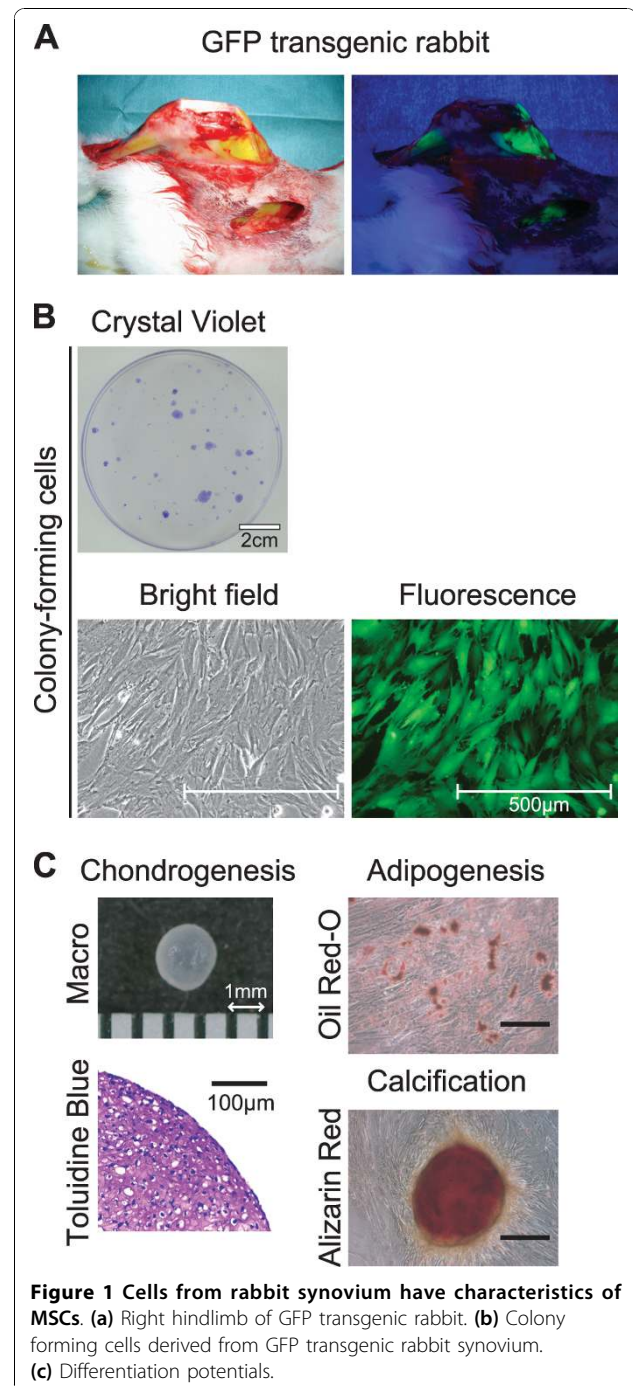 A
GFP transgenic rabbit
B
Crystal Violet
Colony-forming cells
2cm
Bright field
Fluorescence
500μm
C
Chondrogenesis
Adipogenesis
Macro
1mm
Oil Red-O
Toluidine Blue
100μm
Calcification
Alizarin Red
Figure 1 Cells from rabbit synovium have characteristics of
MSCs. (a) Right hindlimb of GFP transgenic rabbit. (b) Colony
forming cells derived from GFP transgenic rabbit synovium.
(c) Differentiation potentials.